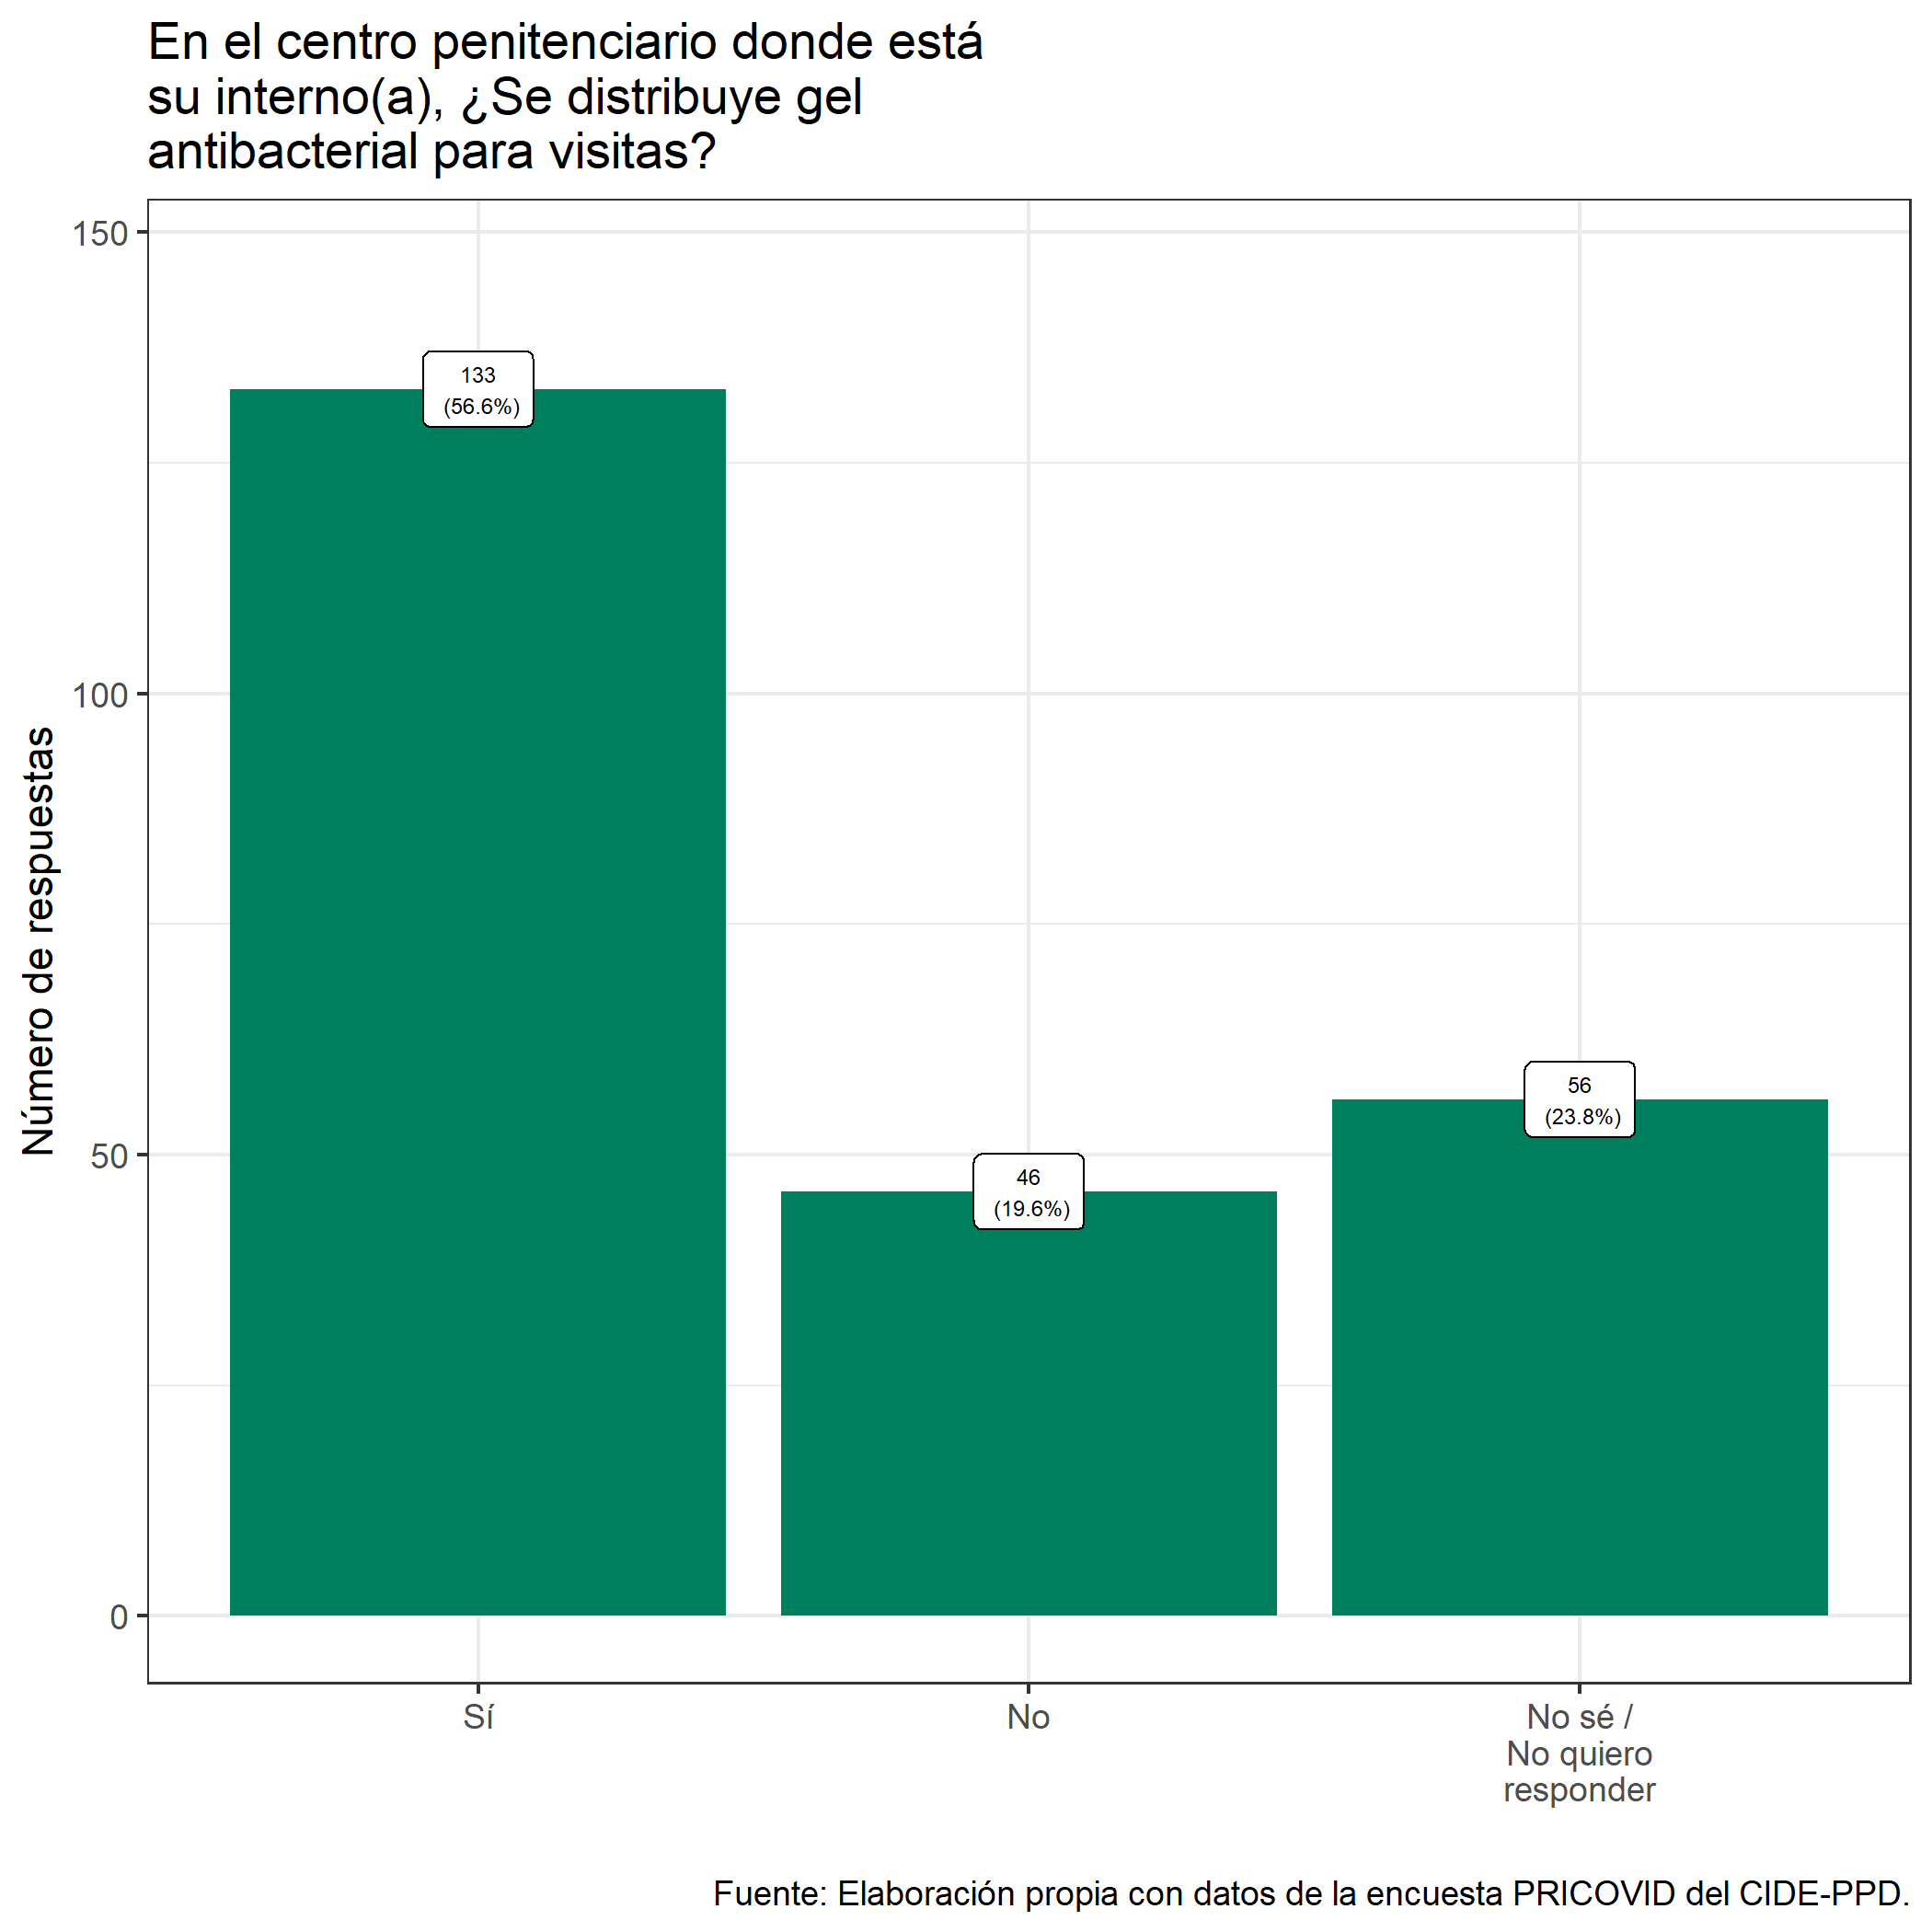 En el centro penitenciario donde está
su interno(a), ¿Se distribuye gel
antibacterial para visitas?
Número de respuestas
150
100
50
0
133
(56.6%)
46
(19.6%)
56
(23.8%)
Sí
No
No sé /
No quiero
responder
Fuente: Elaboración propia con datos de la encuesta PRICOVID del CIDE-PPD.